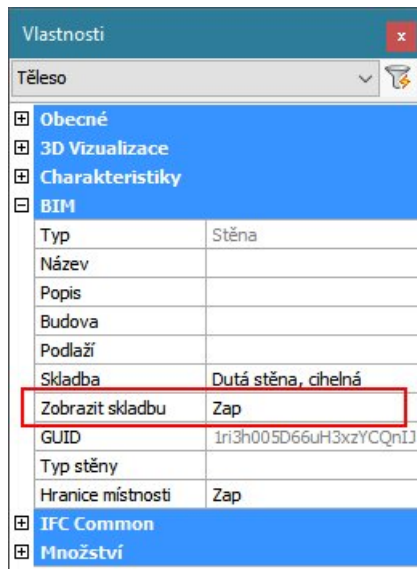 Vlastnosti
x
Těleso
Obecné
3D Vizualizace
Charakteristiky
BIM
Typ Stěna
Název
Popis
Budova
Podlaží
Skladba Dutá stěna, cihelná
Zobrazit skladbu Zap
GUID 1ri3h005D66uH3xzYCQnIJ
Typ stěny
Hranice místnosti Zap
IFC Common
Množství